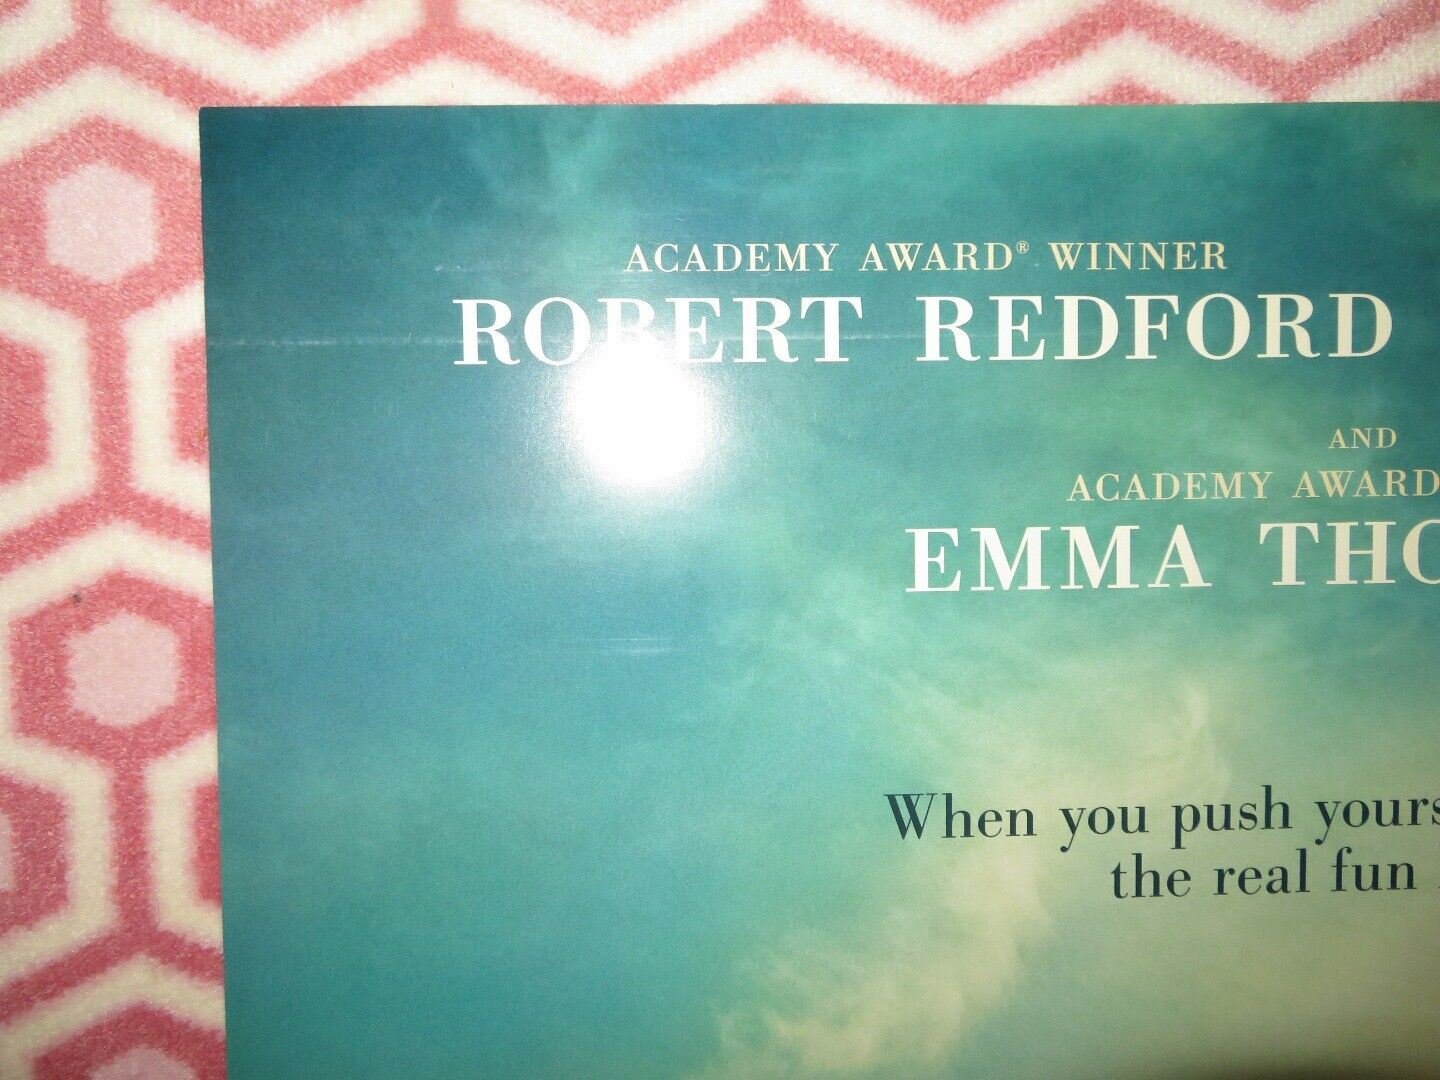 ACADEMY AWARD® WINNER
ROBERT REDFORD
AND
ACADEMY AWARD
EMMA THO
When you push yours
the real fun